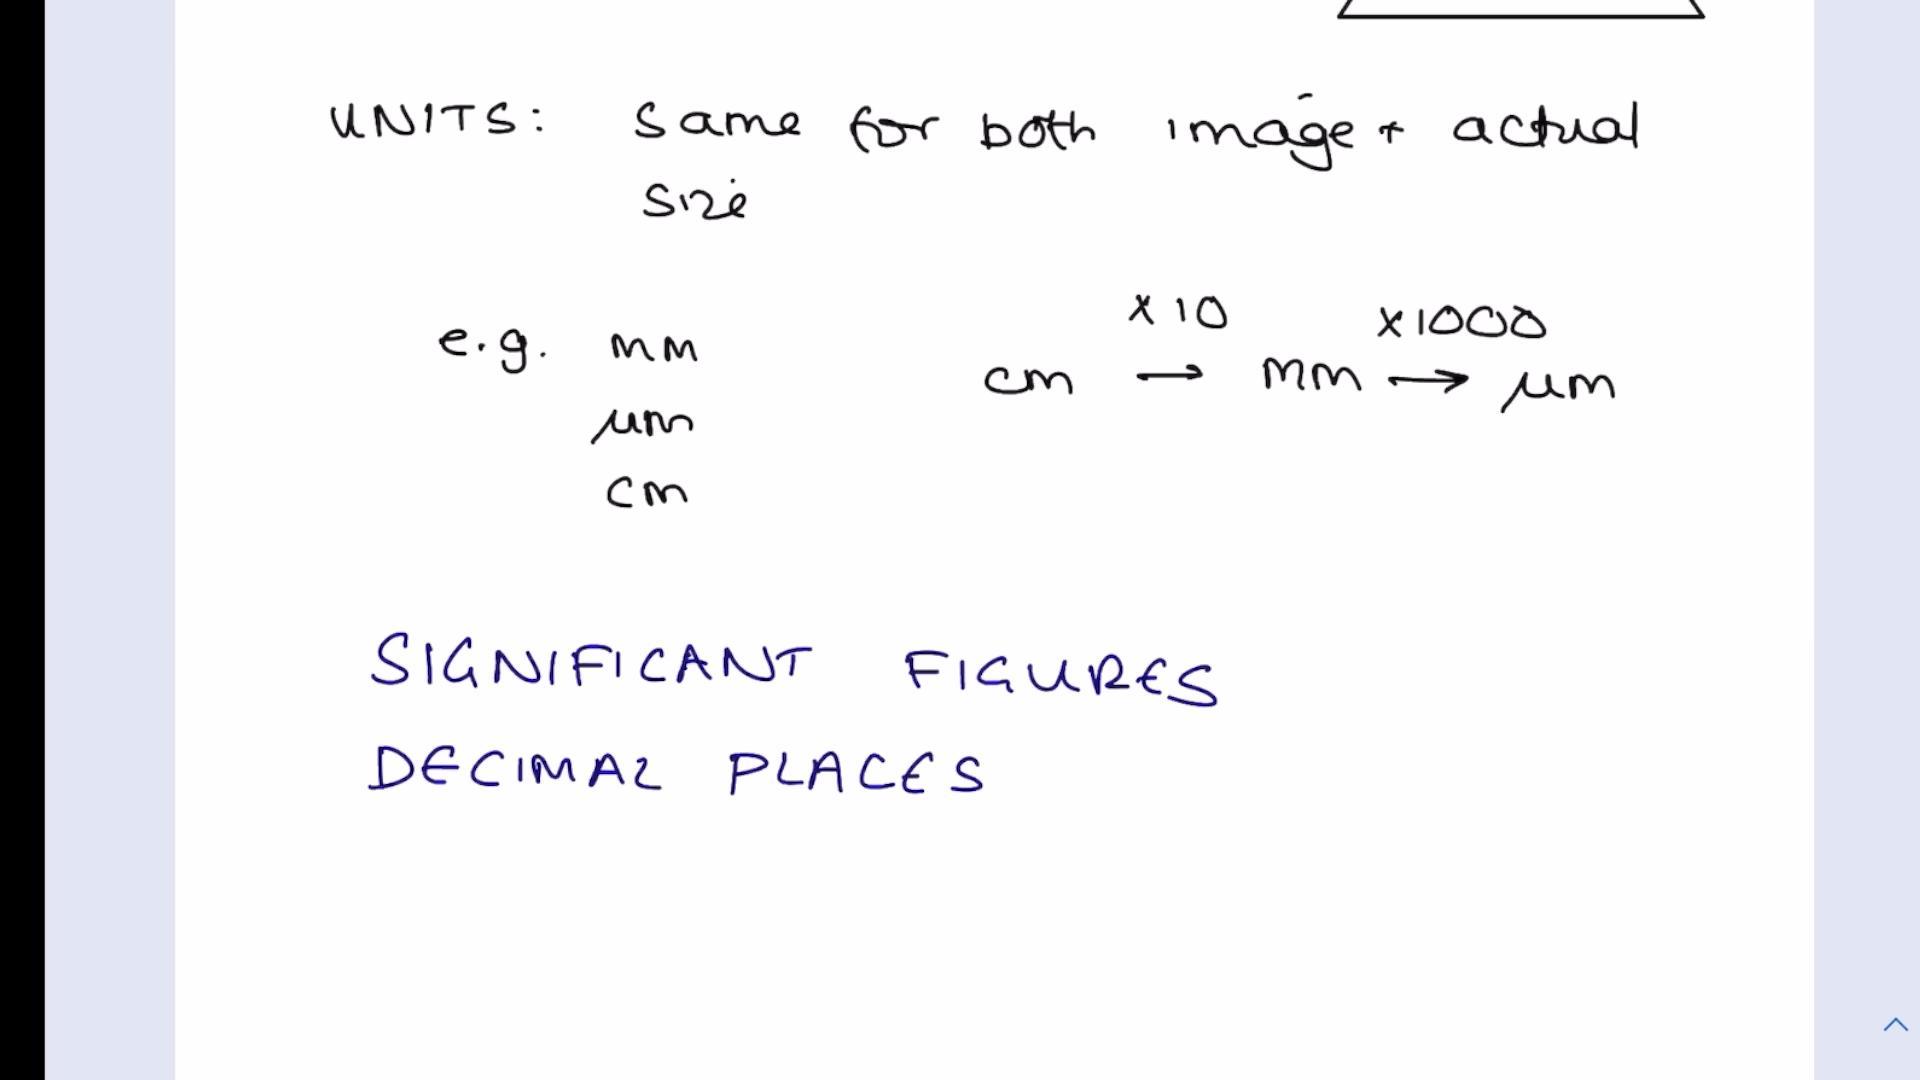 UNITS: same for both image + actual
size
x10 x1000
e.g. mm cm → mm → μm
μm
cm
SIGNIFICANT FIGURES
DECIMAL PLACES